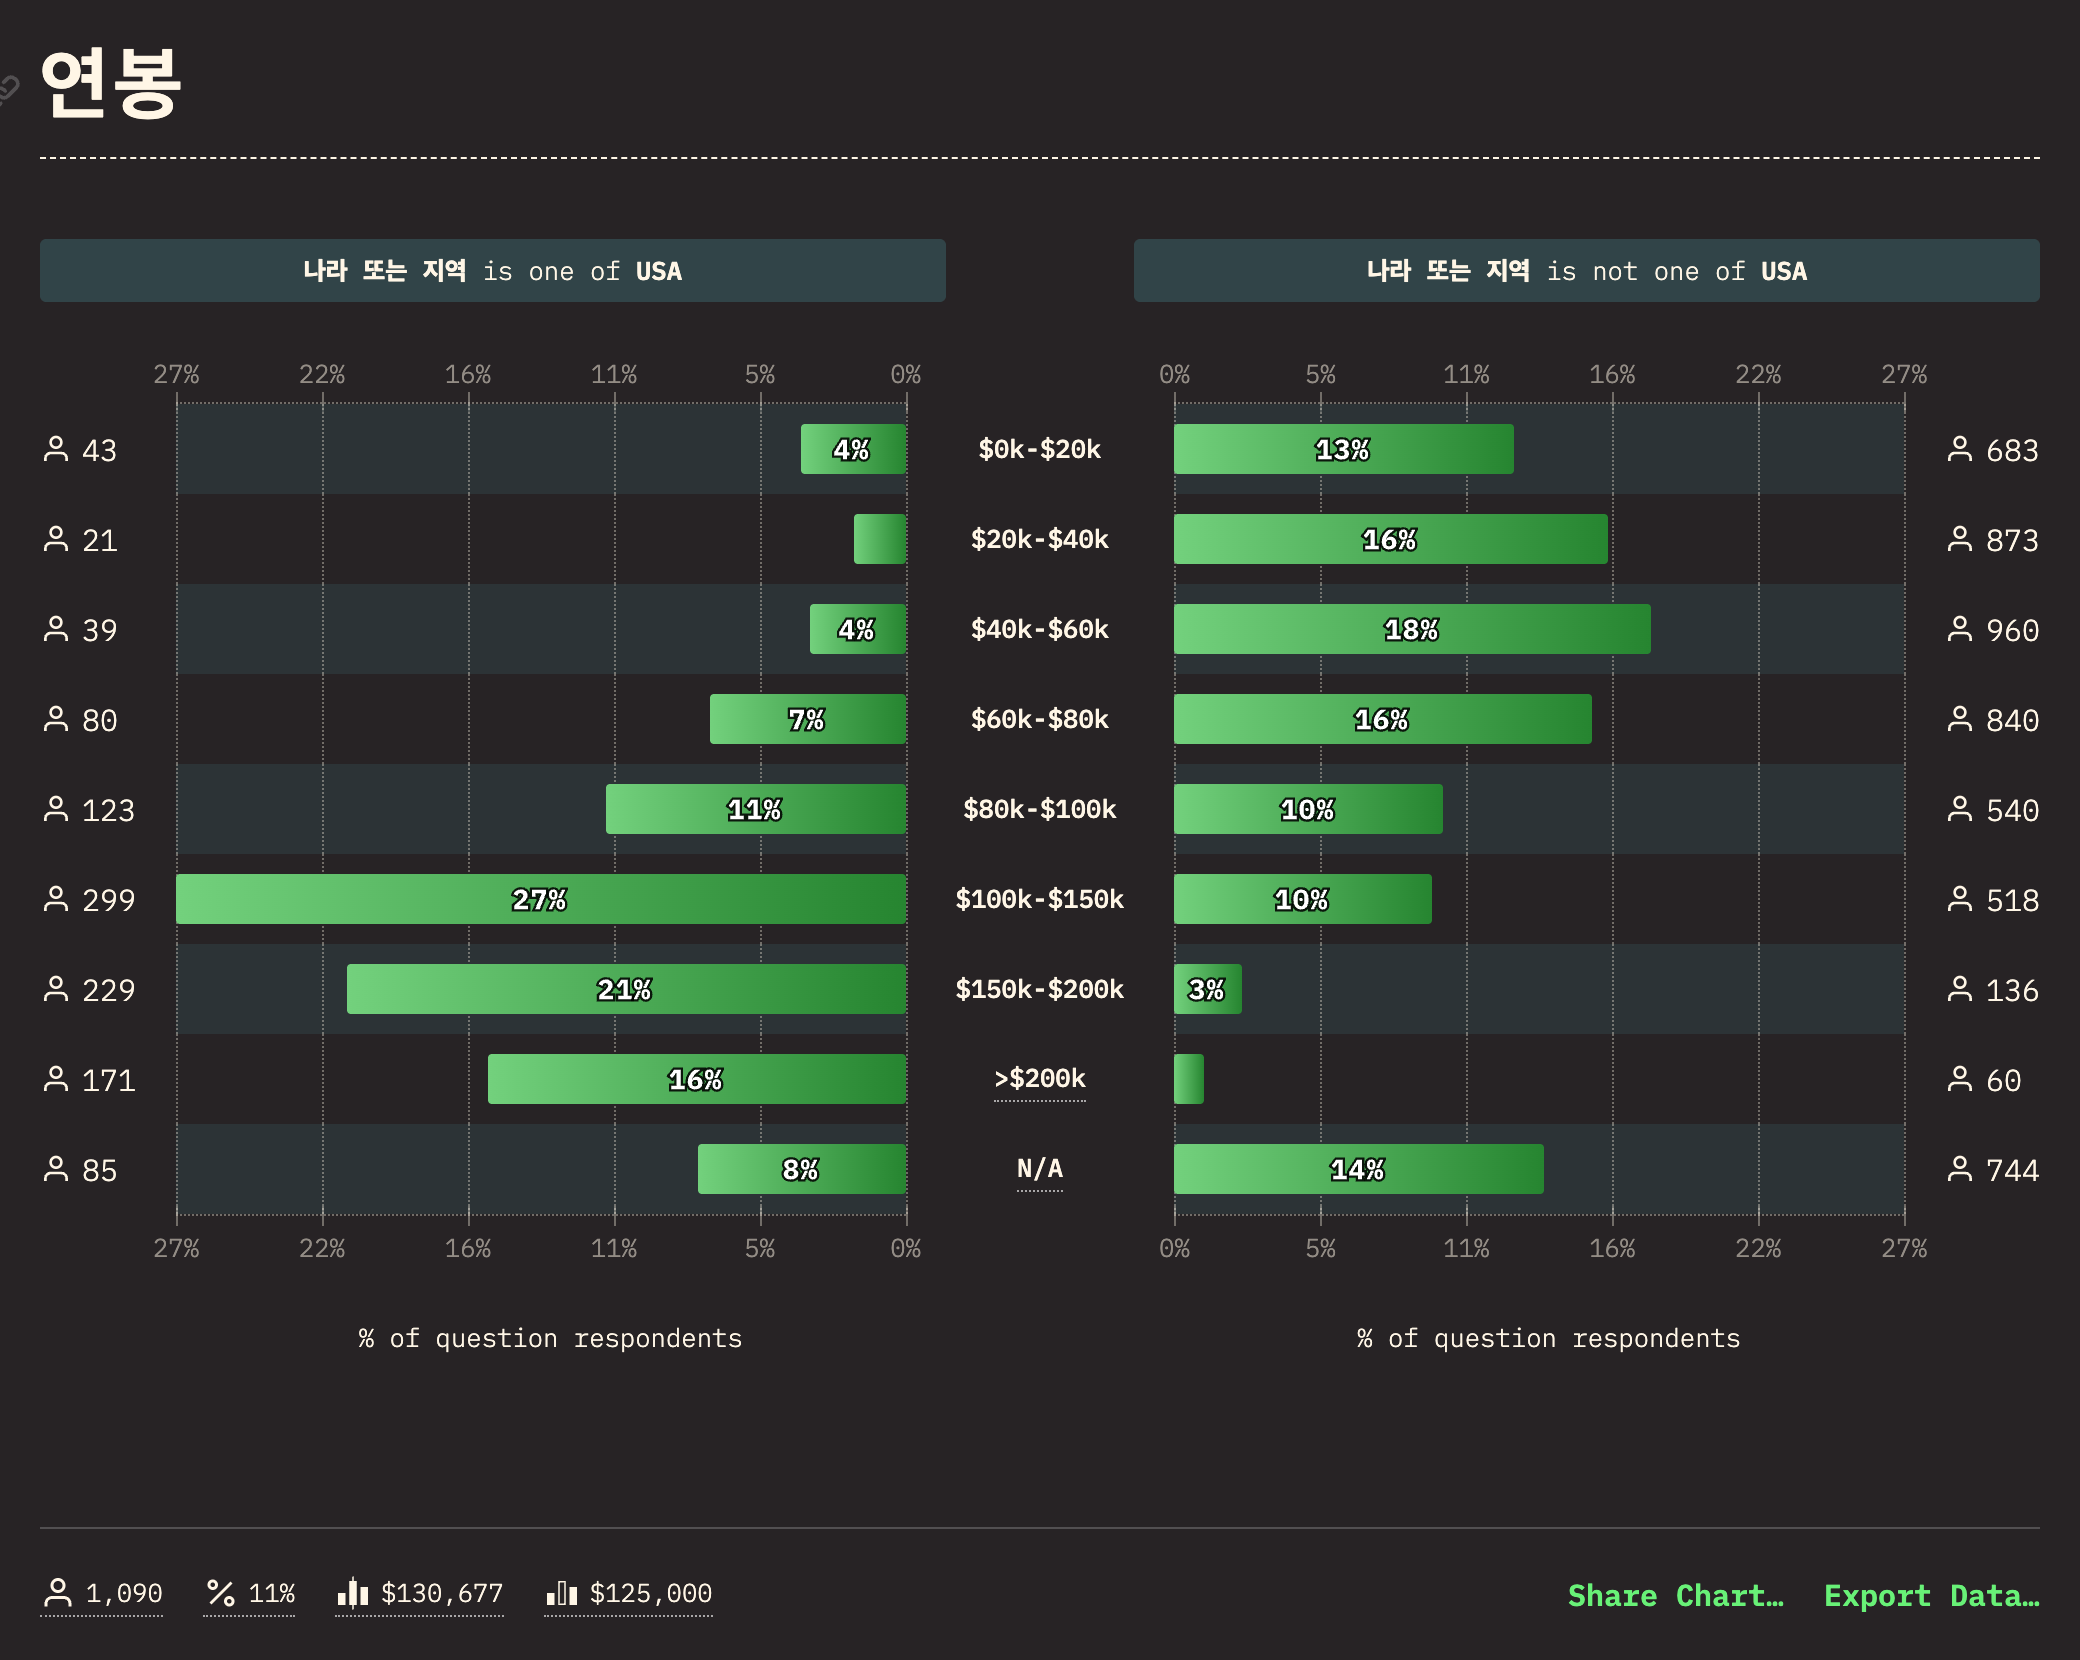 연봉
나라 또는 지역 is one of USA
나라 또는 지역 is not one of USA
27% 22% 16% 11% 5% 0%
0% 5% 11% 16% 22% 27%
43 4% $0k-$20k 13% 683
21 $20k-$40k 16% 873
39 4% $40k-$60k 18% 960
80 7% $60k-$80k 16% 840
123 11% $80k-$100k 10% 540
299 27% $100k-$150k 10% 518
229 21% $150k-$200k 3% 136
171 16% >$200k 60
85 8% N/A 14% 744
27% 22% 16% 11% 5% 0%
0% 5% 11% 16% 22% 27%
% of question respondents
% of question respondents
1,090 11% $130,677 $125,000
Share Chart… Export Data…